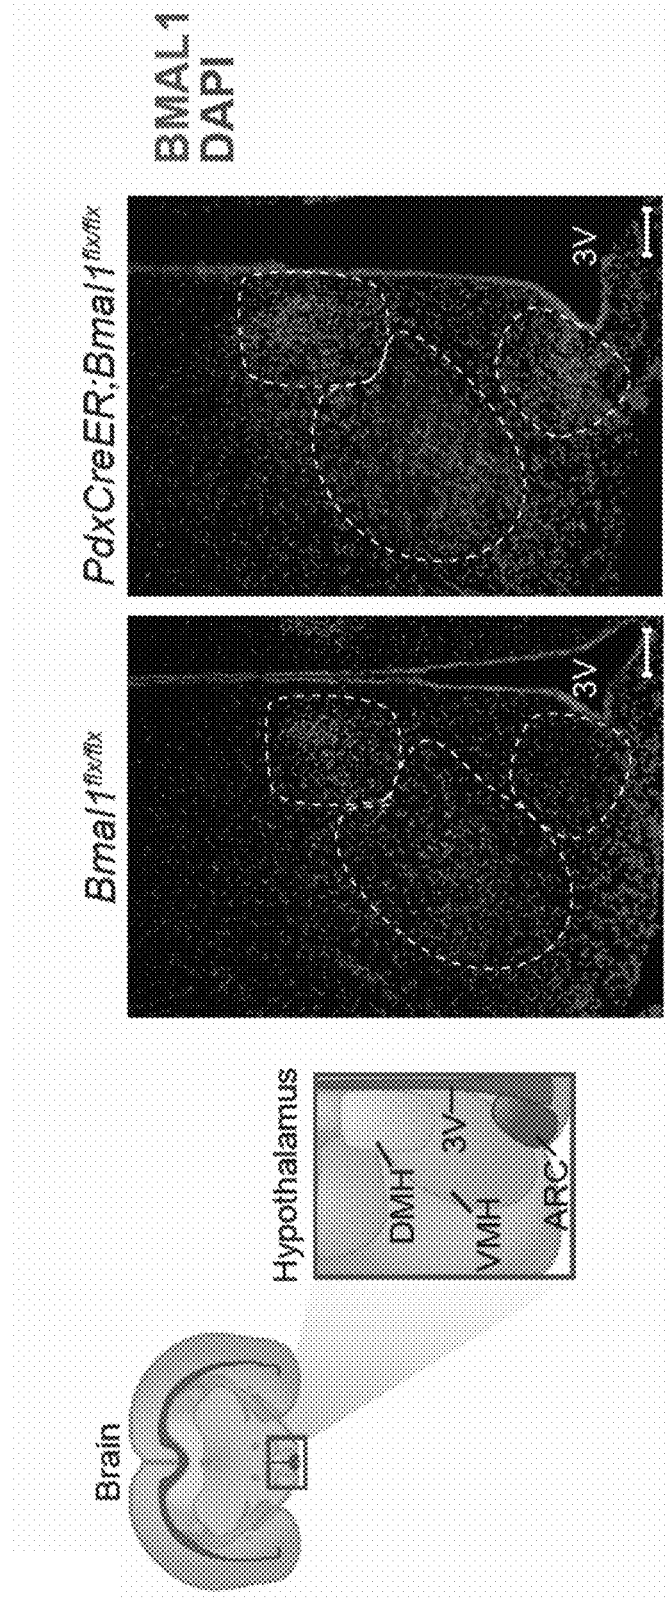 Brain
Hypothalamus
DMH
VMH
3V
ARC
Bmal1flx/flx
3V
PdxCreER;Bmal1flx/flx
3V
BMAL1
DAPI